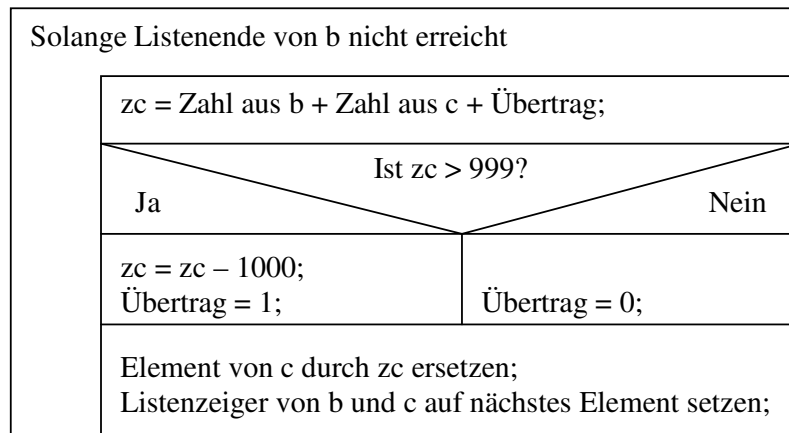 Solange Listenende von b nicht erreicht
zc = Zahl aus b + Zahl aus c + Übertrag;
Ist zc > 999?
Ja
Nein
zc = zc – 1000;
Übertrag = 1;
Übertrag = 0;
Element von c durch zc ersetzen;
Listenzeiger von b und c auf nächstes Element setzen;